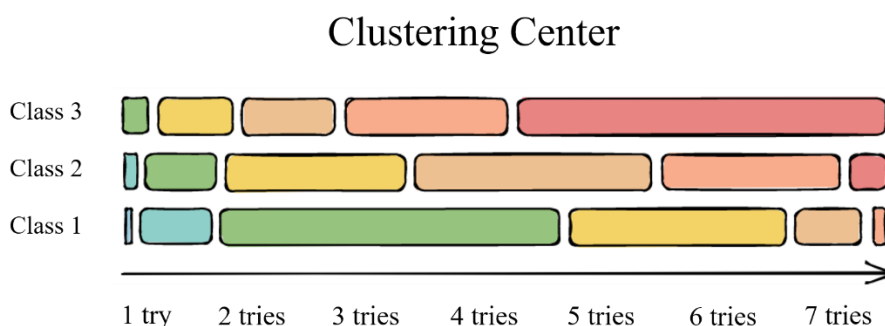 Clustering Center
Class 3
Class 2
Class 1
1 try 2 tries 3 tries 4 tries 5 tries 6 tries 7 tries